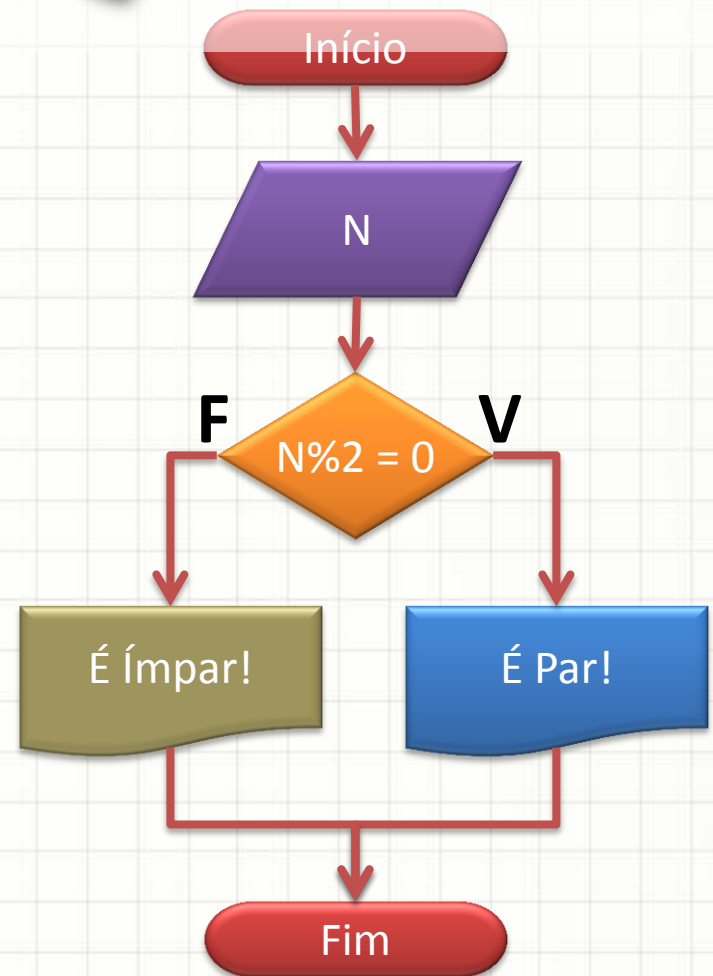 Início
N
F
V
N%2 = 0
É Ímpar!
É Par!
Fim